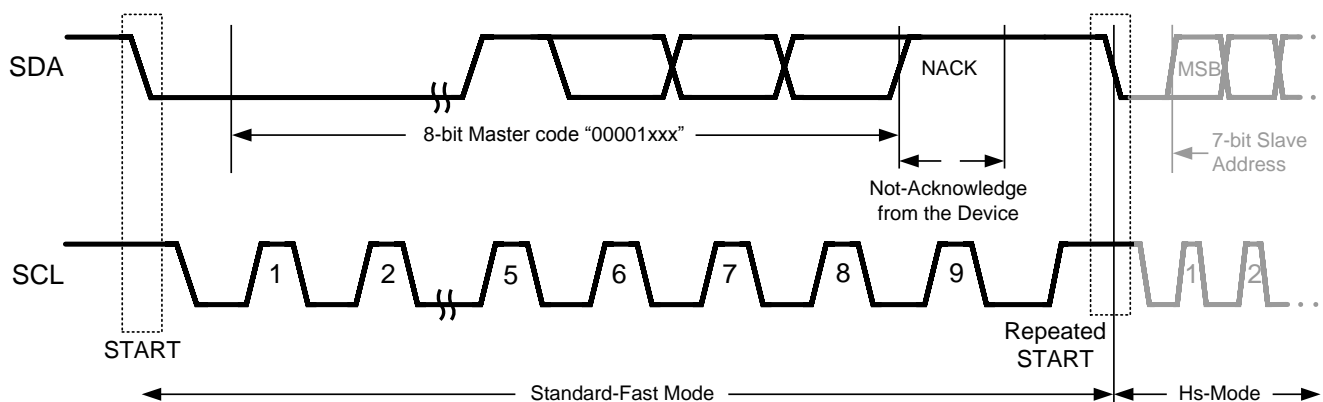 SDA
NACK
MSB
8-bit Master code “00001xxx”
7-bit Slave
Address
Not-Acknowledge
from the Device
SCL
1
2
5
6
7
8
9
1
2
START
Repeated
START
Standard-Fast Mode
Hs-Mode